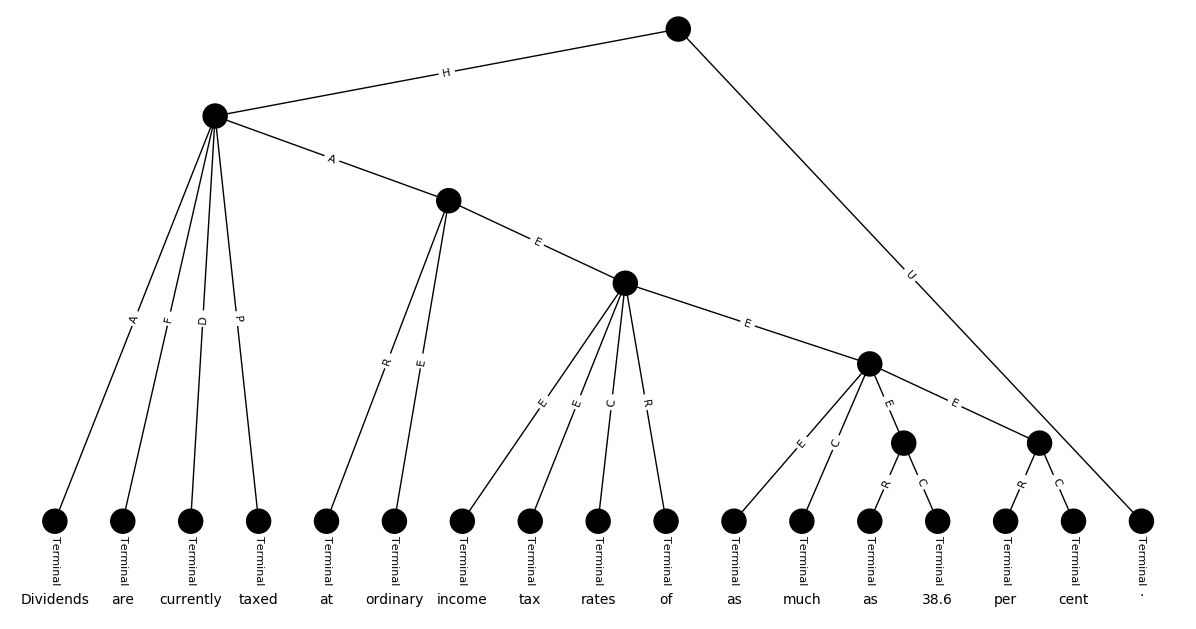 H
A
E
A
F
D
P
U
R
E
E
E
E
C
R
E
C
E
E
R
C
R
C
Terminal Terminal Terminal Terminal Terminal Terminal Terminal Terminal Terminal Terminal Terminal Terminal Terminal Terminal Terminal Terminal Terminal
Dividends are currently taxed at ordinary income tax rates of as much as 38.6 per cent .